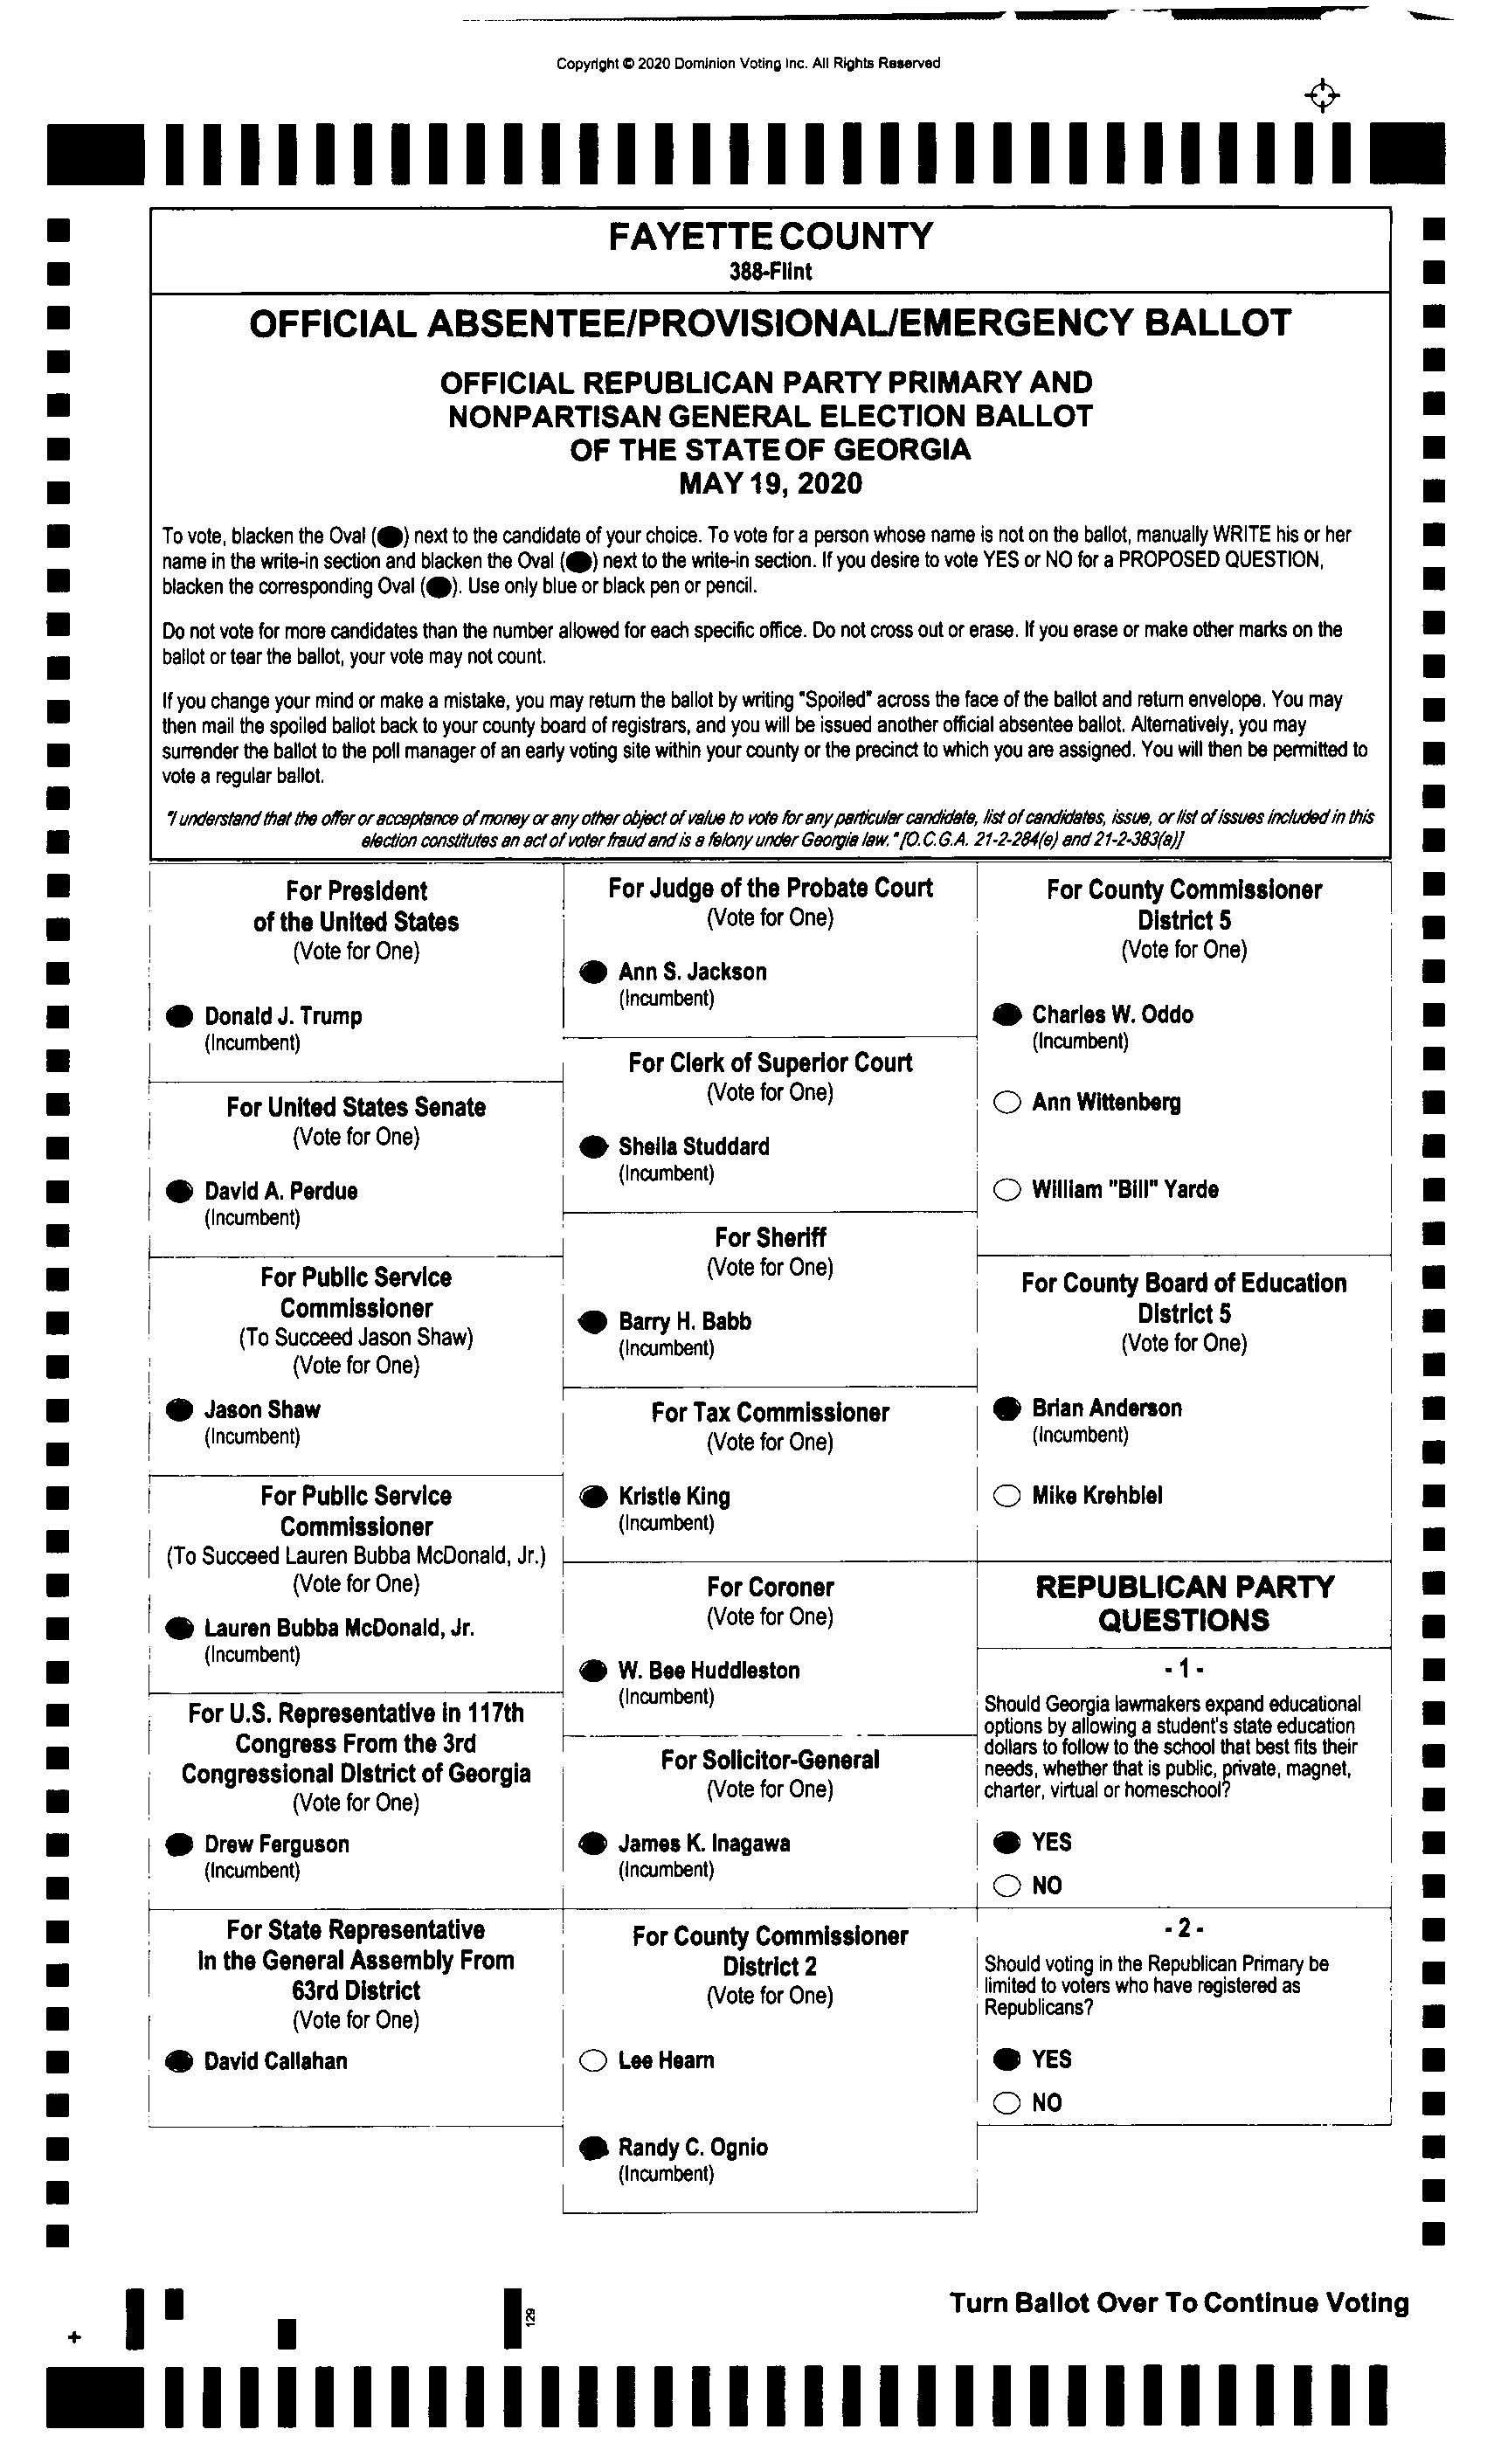 Copyright © 2020 Dominion Voting Inc. All Rights Reserved
FAYETTE COUNTY
388-Flint
OFFICIAL ABSENTEE/PROVISIONAL/EMERGENCY BALLOT
OFFICIAL REPUBLICAN PARTY PRIMARY AND
NONPARTISAN GENERAL ELECTION BALLOT
OF THE STATE OF GEORGIA
MAY 19, 2020
To vote, blacken the Oval ( ) next to the candidate of your choice. To vote for a person whose name is not on the ballot, manually WRITE his or her
name in the write-in section and blacken the Oval ( ) next to the write-in section. If you desire to vote YES or NO for a PROPOSED QUESTION,
blacken the corresponding Oval ( ). Use only blue or black pen or pencil.
Do not vote for more candidates than the number allowed for each specific office. Do not cross out or erase. If you erase or make other marks on the
ballot or tear the ballot, your vote may not count.
If you change your mind or make a mistake, you may return the ballot by writing "Spoiled" across the face of the ballot and return envelope. You may
then mail the spoiled ballot back to your county board of registrars, and you will be issued another official absentee ballot. Alternatively, you may
surrender the ballot to the poll manager of an early voting site within your county or the precinct to which you are assigned. You will then be permitted to
vote a regular ballot.
"I understand that the offer or acceptance of money or any other object of value to vote for any particular candidate, list of candidates, issue, or list of issues included in this
election constitutes an act of voter fraud and is a felony under Georgia law." [O.C.G.A. 21-2-284(e) and 21-2-383(a)]
For President
of the United States
(Vote for One)
Donald J. Trump
(Incumbent)
For United States Senate
(Vote for One)
David A. Perdue
(Incumbent)
For Public Service
Commissioner
(To Succeed Jason Shaw)
(Vote for One)
Jason Shaw
(Incumbent)
For Public Service
Commissioner
(To Succeed Lauren Bubba McDonald, Jr.)
(Vote for One)
Lauren Bubba McDonald, Jr.
(Incumbent)
For U.S. Representative in 117th
Congress From the 3rd
Congressional District of Georgia
(Vote for One)
Drew Ferguson
(Incumbent)
For State Representative
In the General Assembly From
63rd District
(Vote for One)
David Callahan
For Judge of the Probate Court
(Vote for One)
Ann S. Jackson
(Incumbent)
For Clerk of Superior Court
(Vote for One)
Sheila Studdard
(Incumbent)
For Sheriff
(Vote for One)
Barry H. Babb
(Incumbent)
For Tax Commissioner
(Vote for One)
Kristie King
(Incumbent)
For Coroner
(Vote for One)
W. Bee Huddleston
(Incumbent)
For Solicitor-General
(Vote for One)
James K. Inagawa
(Incumbent)
For County Commissioner
District 2
(Vote for One)
Lee Hearn
Randy C. Ognio
(Incumbent)
For County Commissioner
District 5
(Vote for One)
Charles W. Oddo
(Incumbent)
Ann Wittenberg
William "Bill" Yarde
For County Board of Education
District 5
(Vote for One)
Brian Anderson
(Incumbent)
Mike Krehbiel
REPUBLICAN PARTY
QUESTIONS
- 1 -
Should Georgia lawmakers expand educational
options by allowing a student's state education
dollars to follow to the school that best fits their
needs, whether that is public, private, magnet,
charter, virtual or homeschool?
YES
NO
- 2 -
Should voting in the Republican Primary be
limited to voters who have registered as
Republicans?
YES
NO
Turn Ballot Over To Continue Voting
129